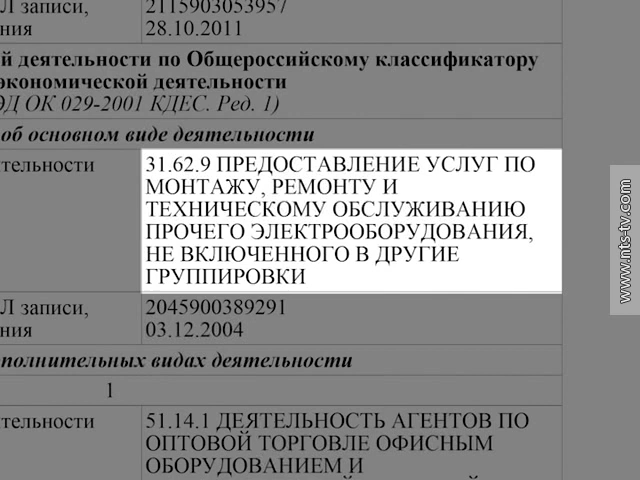 Л записи, 2115903053957
ния 28.10.2011
й деятельности по Общероссийскому классификатору
экономической деятельности
ЭД ОК 029-2001 КДЕС. Ред. 1)
об основном виде деятельности
тельности 31.62.9 ПРЕДОСТАВЛЕНИЕ УСЛУГ ПО
МОНТАЖУ, РЕМОНТУ И
ТЕХНИЧЕСКОМУ ОБСЛУЖИВАНИЮ
ПРОЧЕГО ЭЛЕКТРООБОРУДОВАНИЯ,
НЕ ВКЛЮЧЕННОГО В ДРУГИЕ
ГРУППИРОВКИ
Л записи, 2045900389291
ния 03.12.2004
ополнительных видах деятельности
1
тельности 51.14.1 ДЕЯТЕЛЬНОСТЬ АГЕНТОВ ПО
ОПТОВОЙ ТОРГОВЛЕ ОФИСНЫМ
ОБОРУДОВАНИЕМ И
www.nts-tv.com